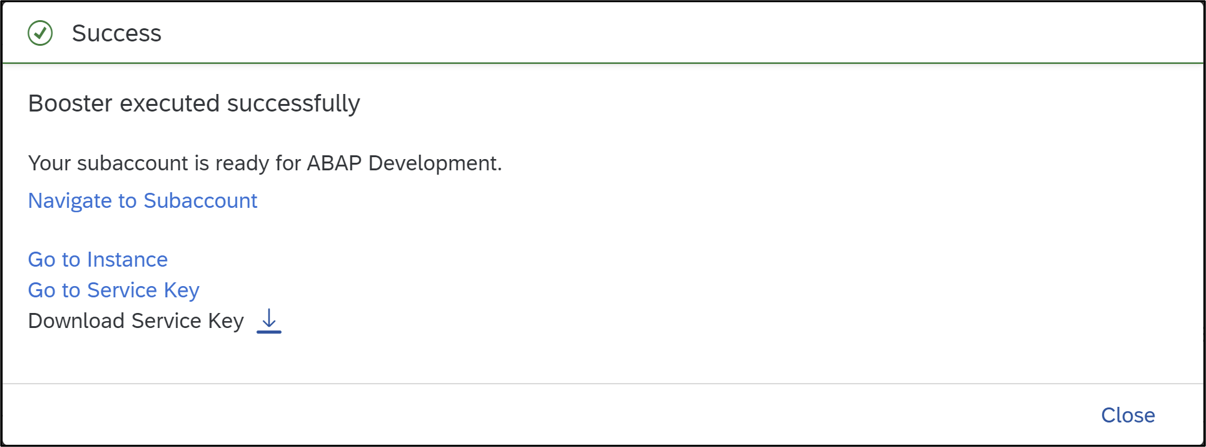 Success
Booster executed successfully
Your subaccount is ready for ABAP Development.
Navigate to Subaccount
Go to Instance
Go to Service Key
Download Service Key
Close